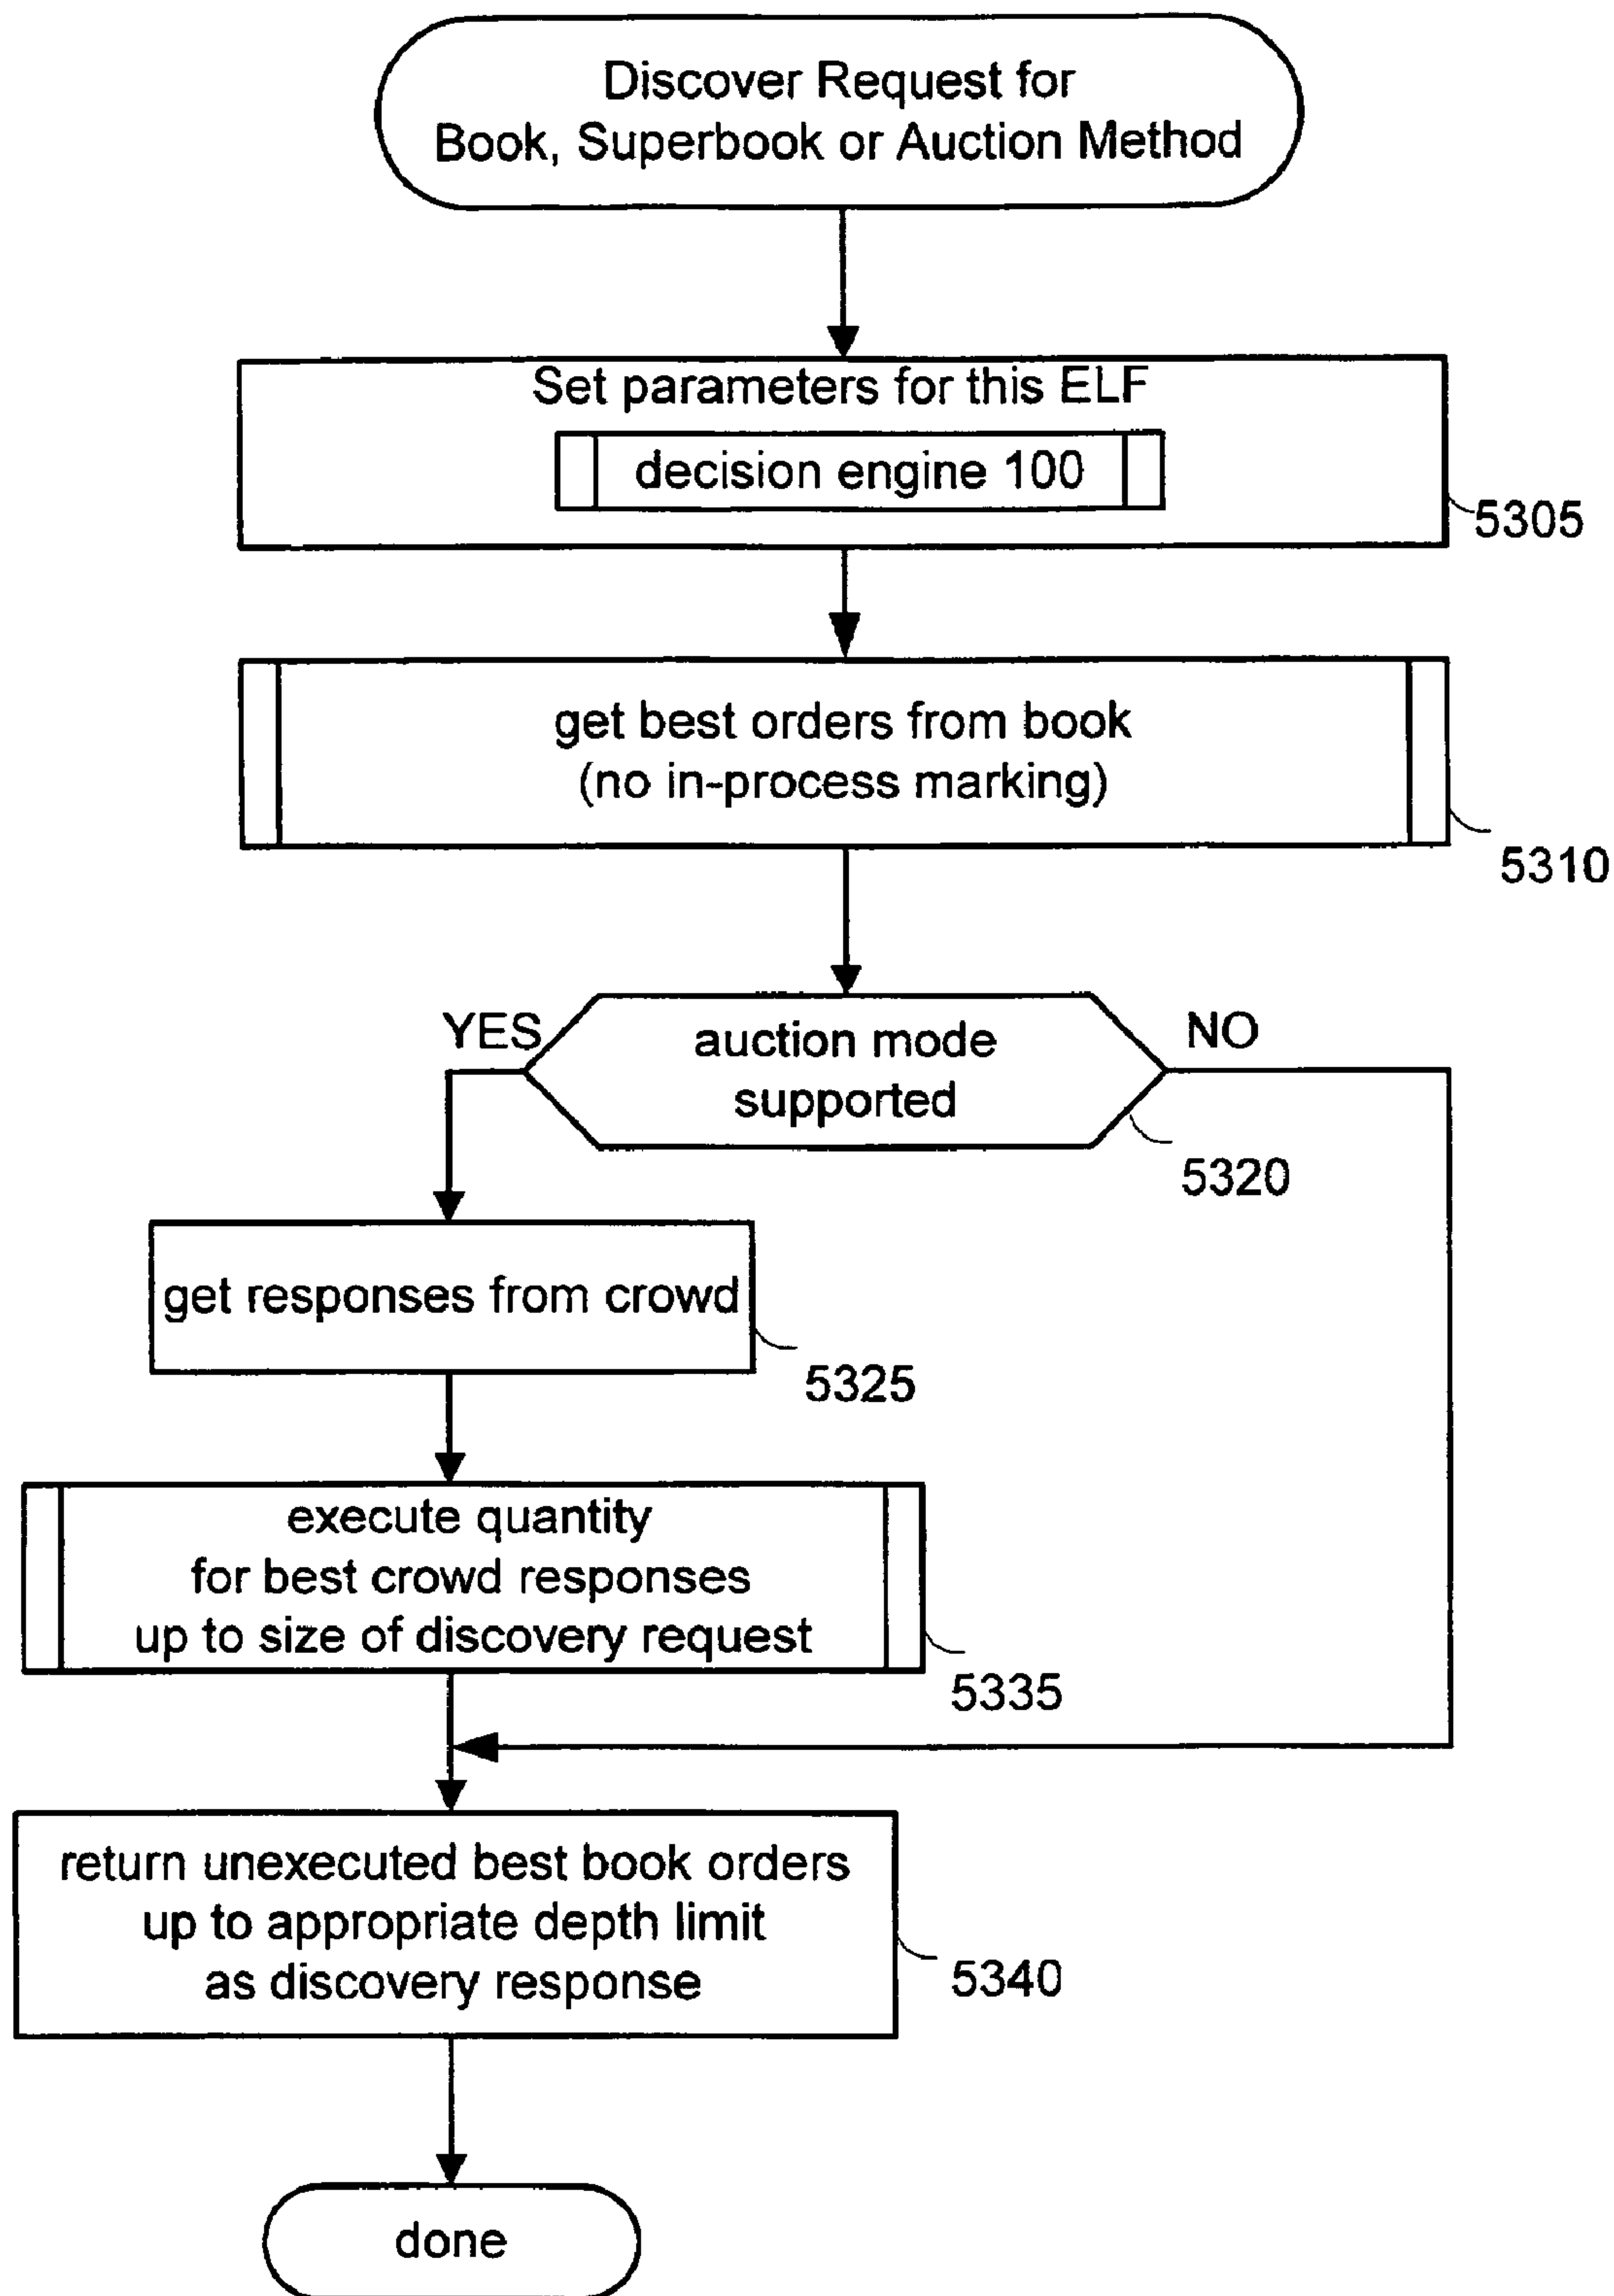 Discover Request for
Book, Superbook or Auction Method
Set parameters for this ELF
decision engine 100
5305
get best orders from book
(no in-process marking)
5310
YES
auction mode
supported
NO
5320
get responses from crowd
5325
execute quantity
for best crowd responses
up to size of discovery request
5335
return unexecuted best book orders
up to appropriate depth limit
as discovery response
5340
done